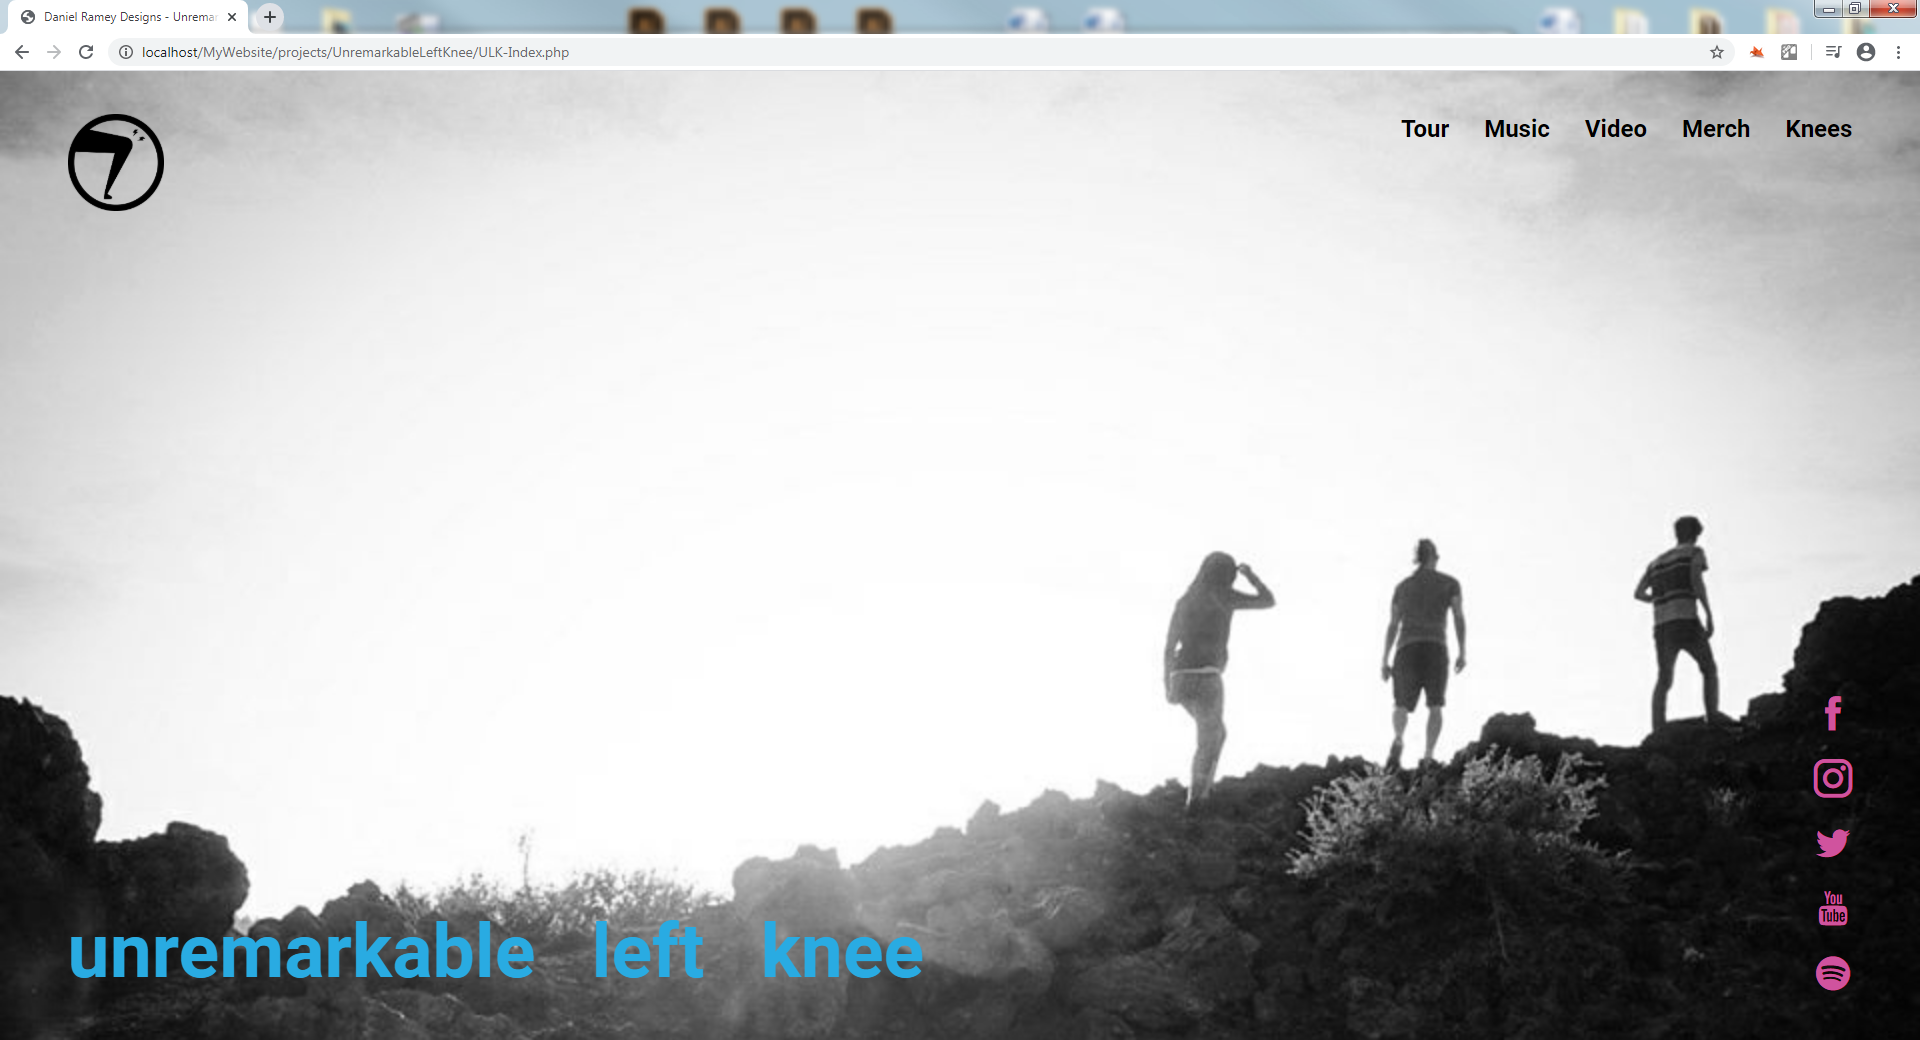 Daniel Ramey Designs - Unremar
localhost/MyWebsite/projects/UnremarkableLeftKnee/ULK-Index.php
Tour Music Video Merch Knees
You
Tube
unremarkable left knee